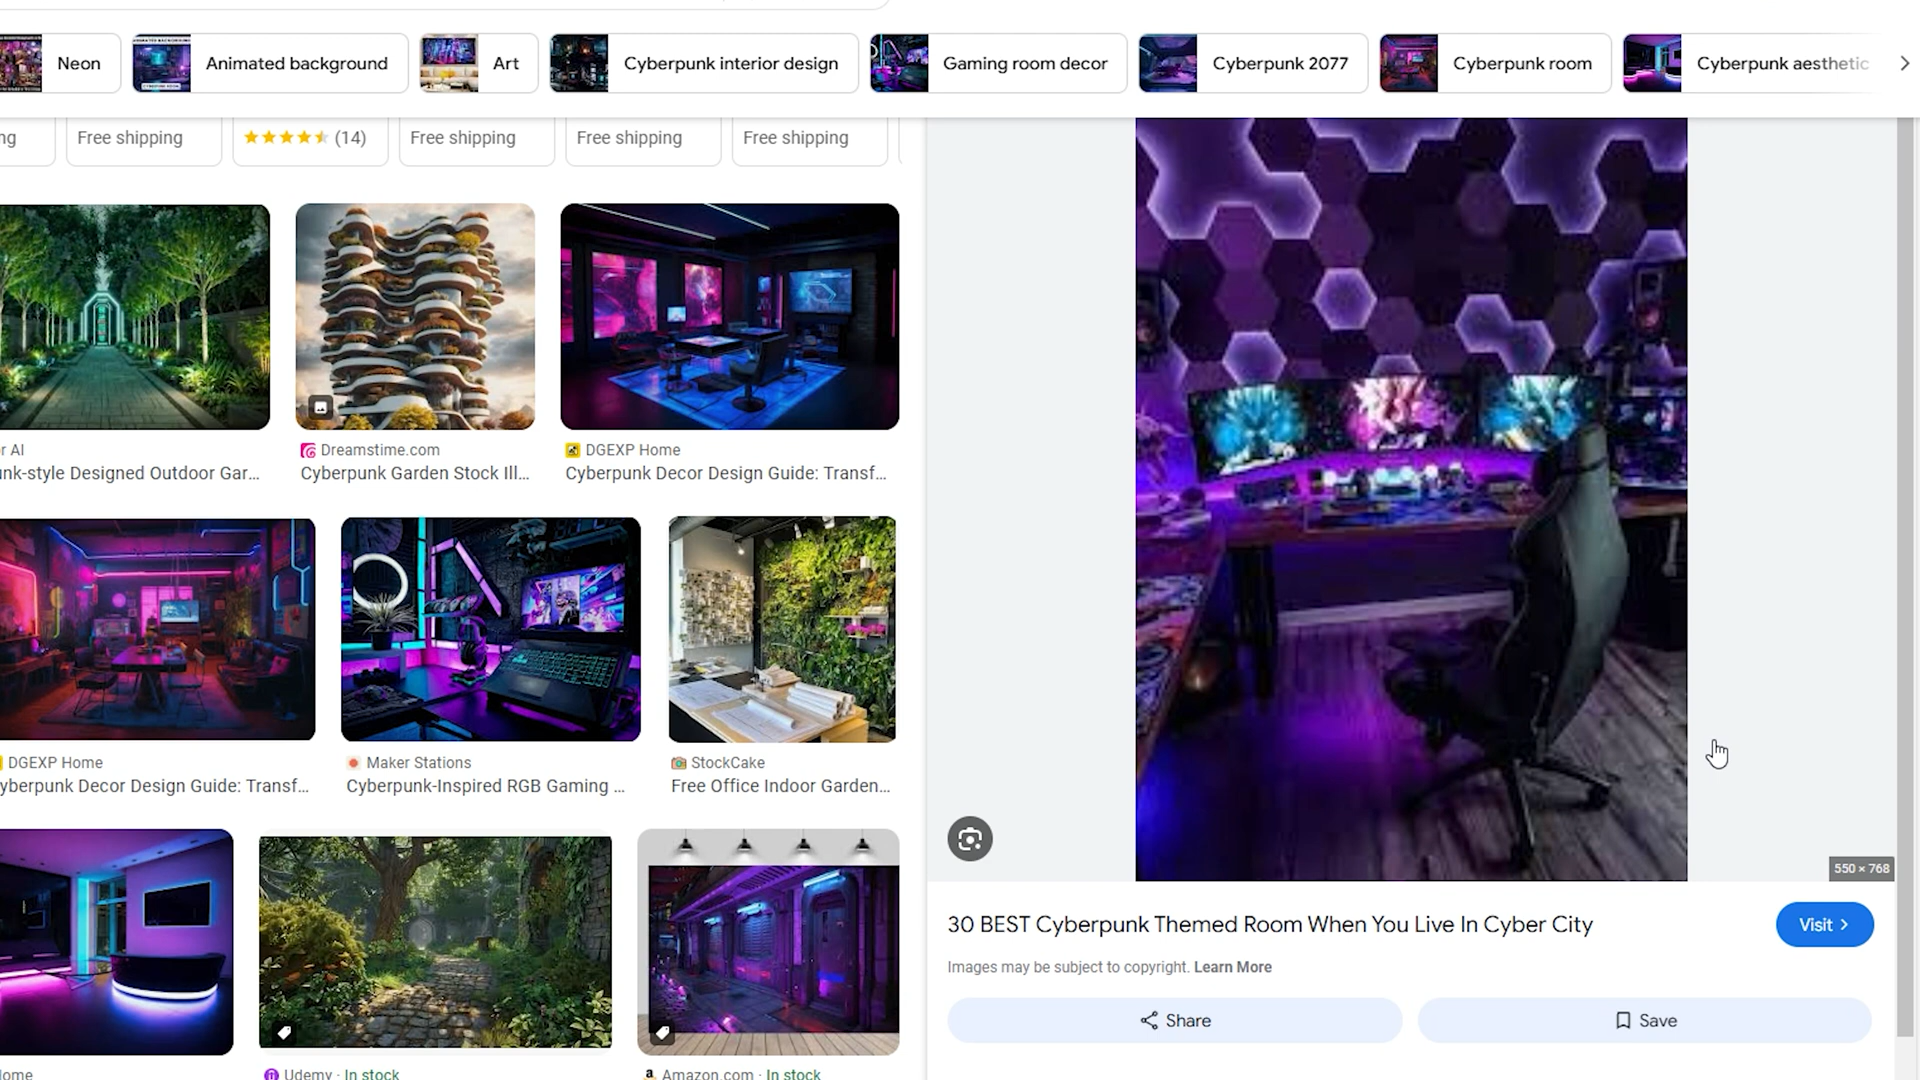 Neon
Animated background
Art
Cyberpunk interior design
Gaming room decor
Cyberpunk 2077
Cyberpunk room
Cyberpunk aesthetic
ng
Free shipping
(14)
Free shipping
Free shipping
Free shipping
r AI
unk-style Designed Outdoor Gar...
Dreamstime.com
Cyberpunk Garden Stock Ill...
DGEXP Home
Cyberpunk Decor Design Guide: Transf...
DGEXP Home
yberpunk Decor Design Guide: Transf...
Maker Stations
Cyberpunk-Inspired RGB Gaming ...
StockCake
Free Office Indoor Garden...
ome
Udemy · In stock
Amazon.com · In stock
550 × 768
30 BEST Cyberpunk Themed Room When You Live In Cyber City
Visit
Images may be subject to copyright. Learn More
Share
Save